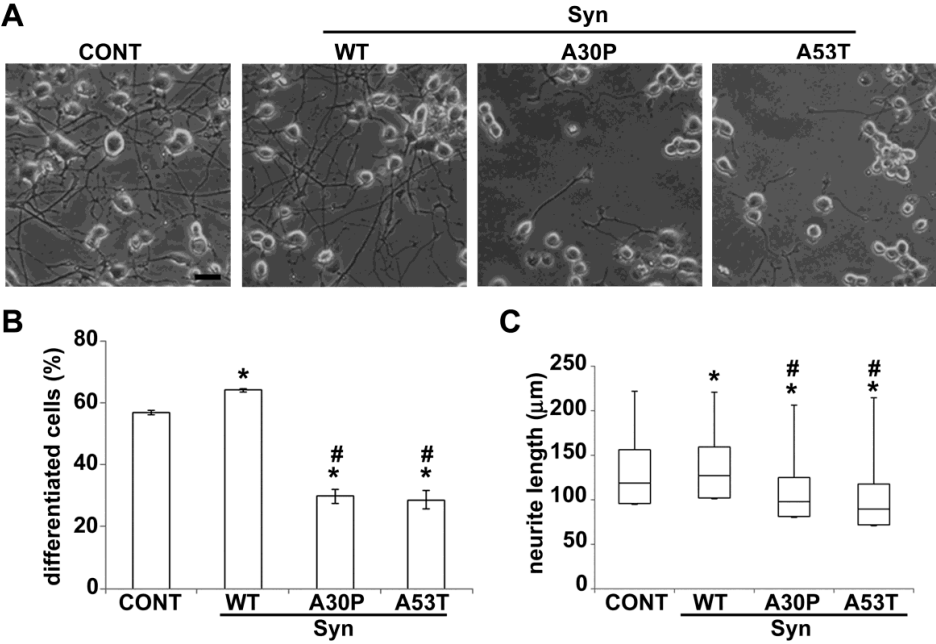 A
Syn
CONT
WT
A30P
A53T
B
differentiated cells (%)
80
60
40
20
0
*
#
*
#
*
CONT
WT
A30P
A53T
Syn
C
neurite length (μm)
250
200
150
100
50
0
*
#
*
#
*
CONT
WT
A30P
A53T
Syn